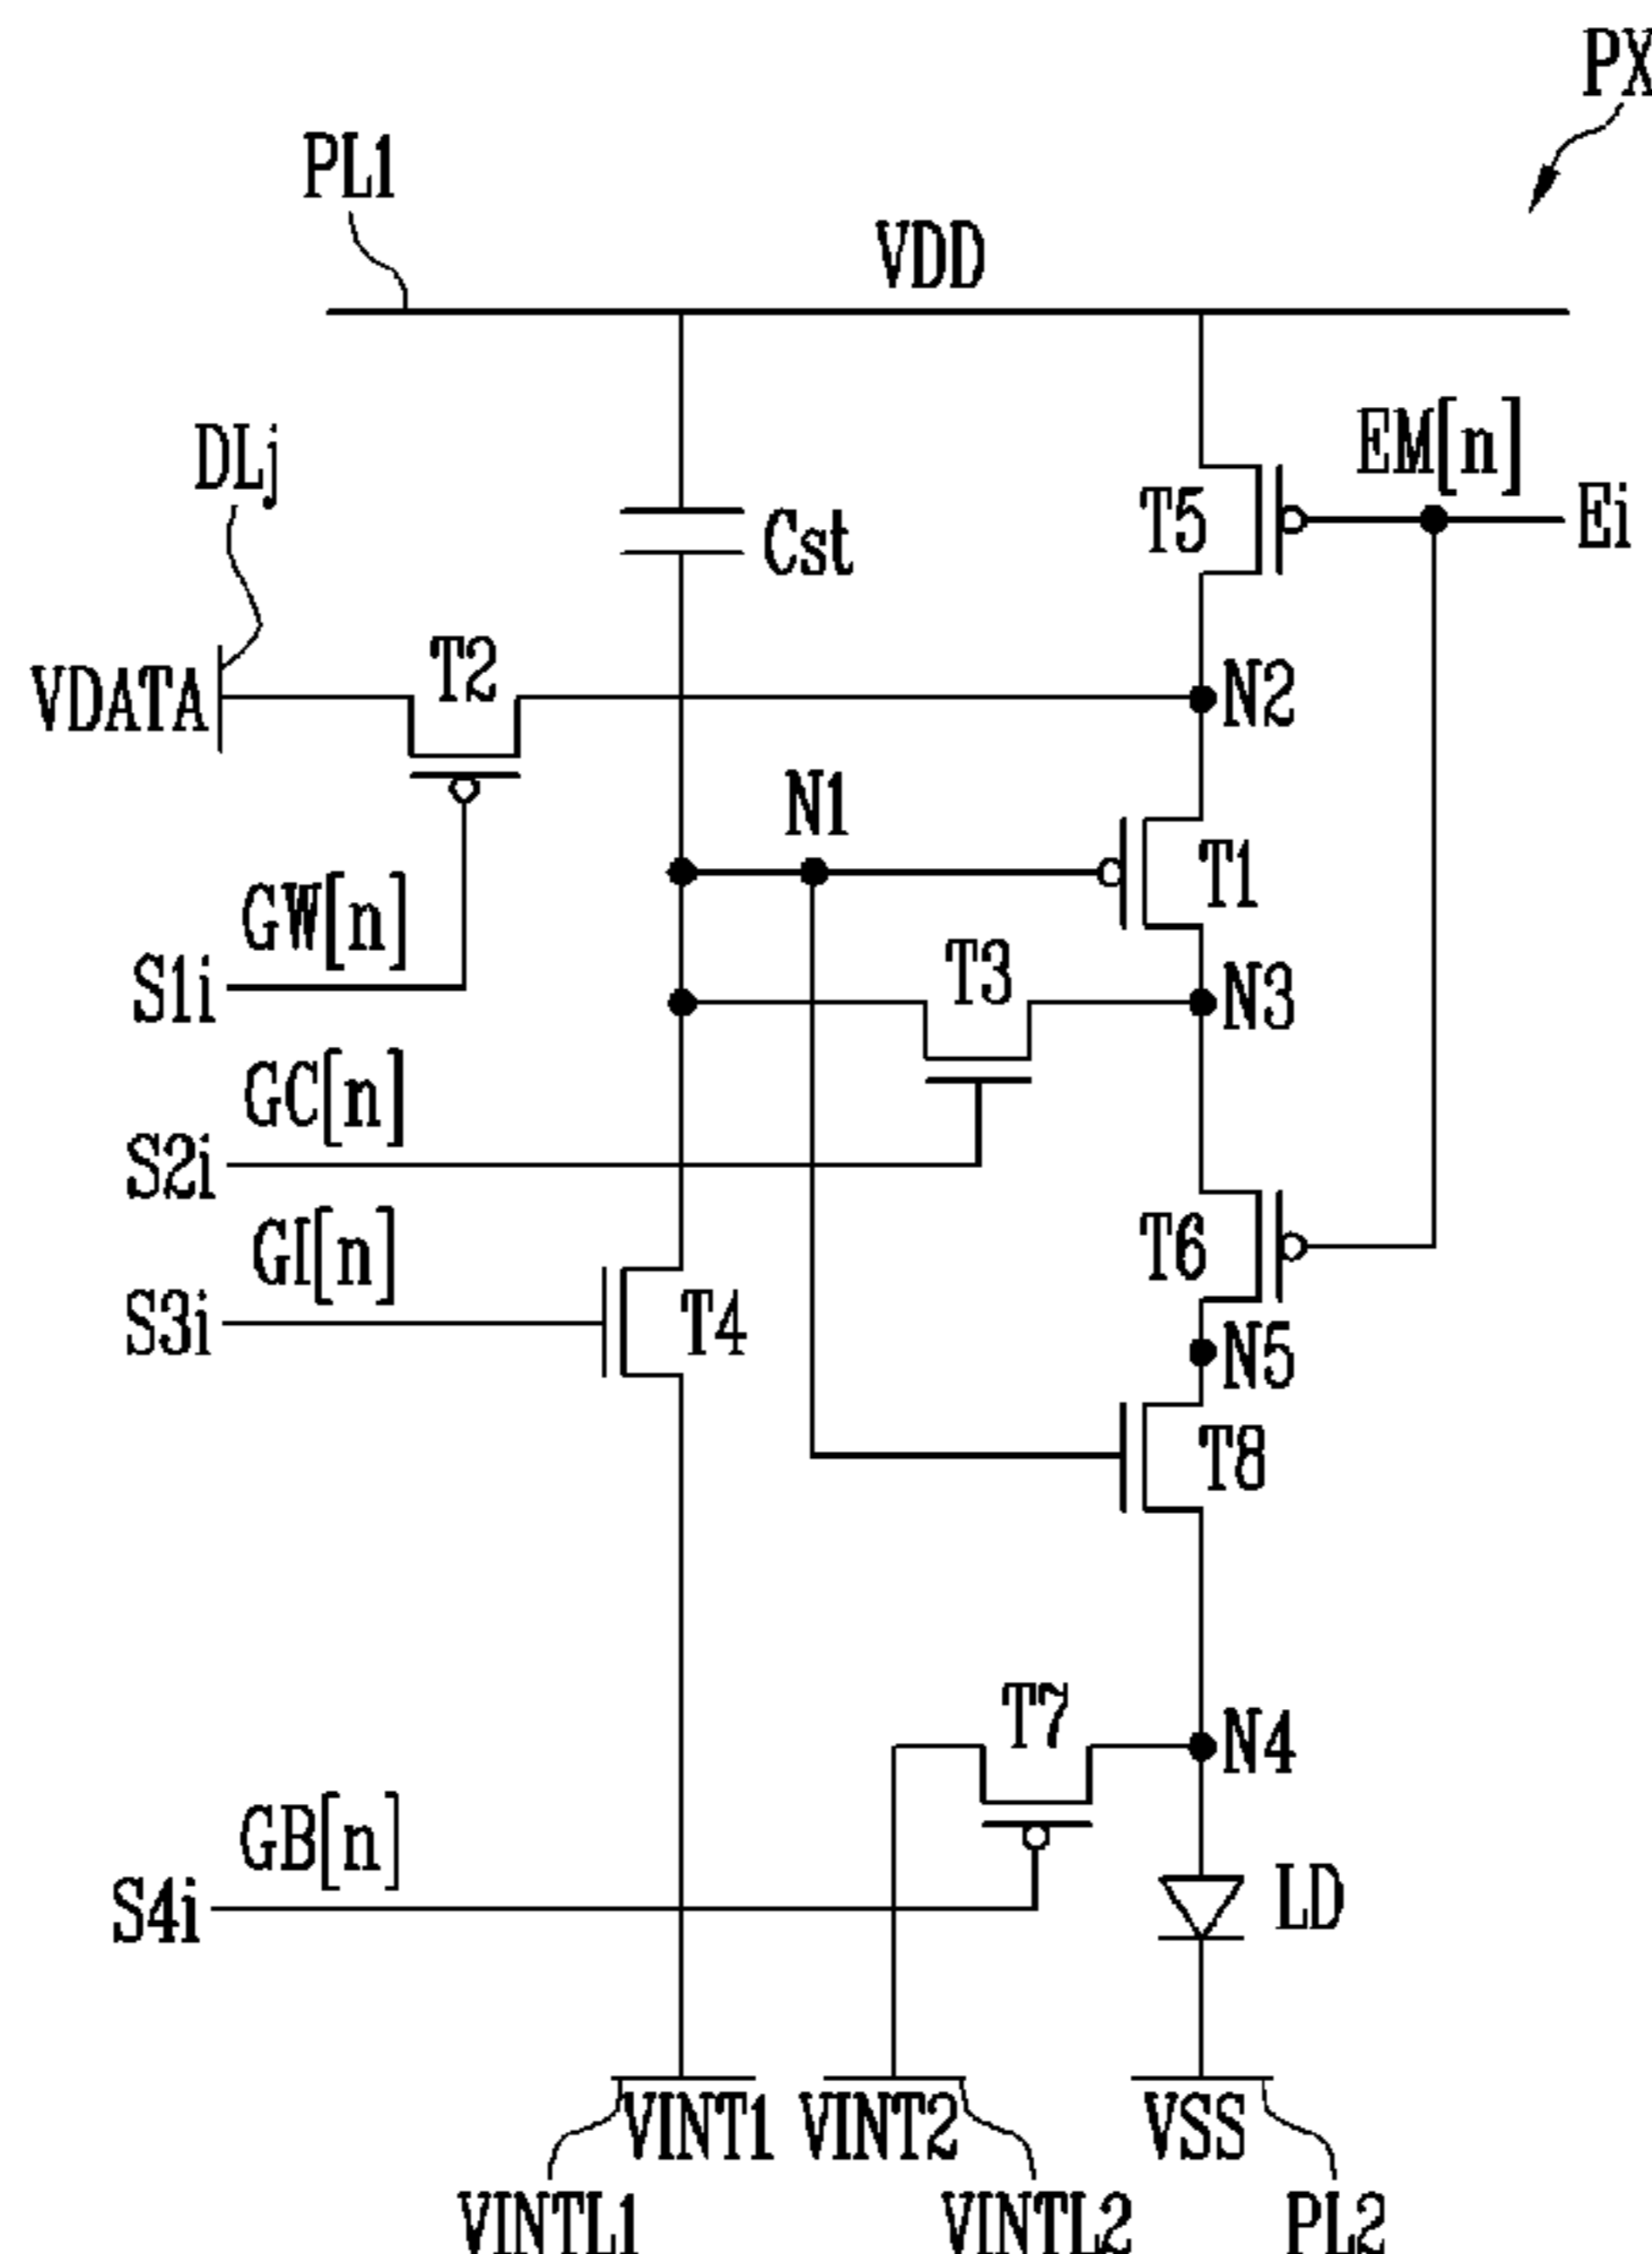 PX
PL1
VDD
DLj
EM[n]
Ei
T5
Cst
T2
VDATA
N2
N1
T1
GW[n]
S1i
T3
N3
GC[n]
S2i
GI[n]
S3i
T4
T6
N5
T8
T7
N4
GB[n]
S4i
LD
VINT1
VINT2
VSS
VINTL1
VINTL2
PL2